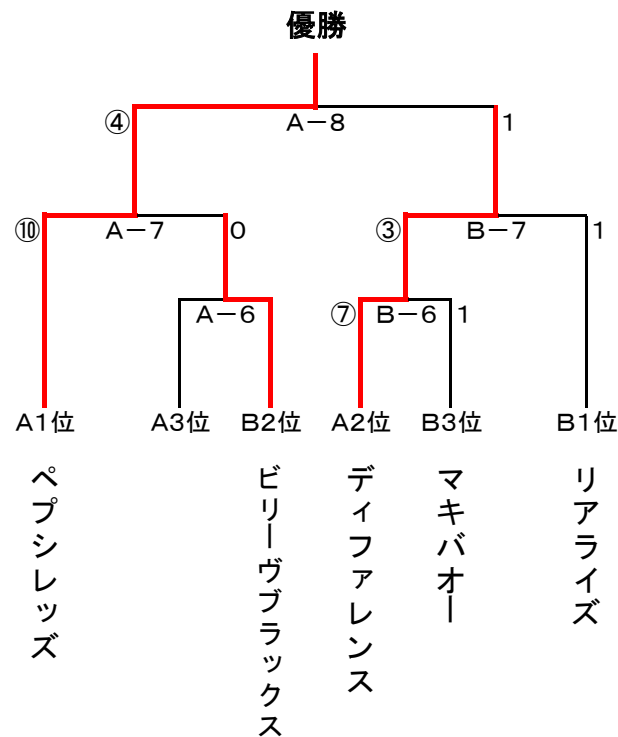 優勝
④ A－8 1
⑩ A－7 0 ③ B－7 1
A－6 ⑦ B－6 1
A1位 A3位 B2位 A2位 B3位 B1位
ペプシレッズ
ビリーヴブラックス
ディファレンス
マキバオー
リアライズ